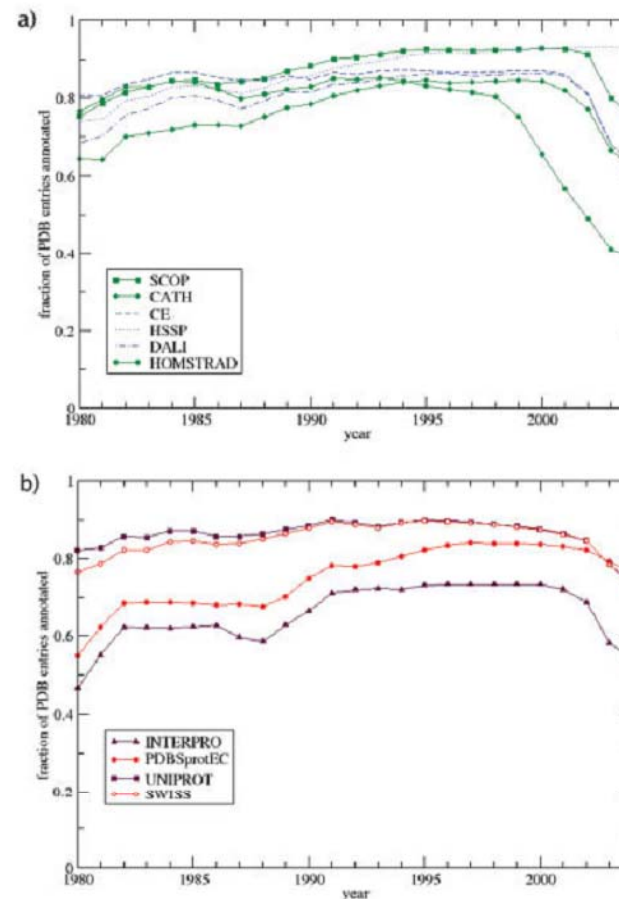 a)
fraction of PDB entries annotated
1
0.8
0.6
0.4
0.2
0
SCOP
CATH
CE
HSSP
DALI
HOMSTRAD
1980
1985
1990
1995
2000
year
b)
fraction of PDB entries annotated
1
0.8
0.6
0.4
0.2
0
INTERPRO
PDBSprotEC
UNIPROT
SWISS
1980
1985
1990
1995
2000
year